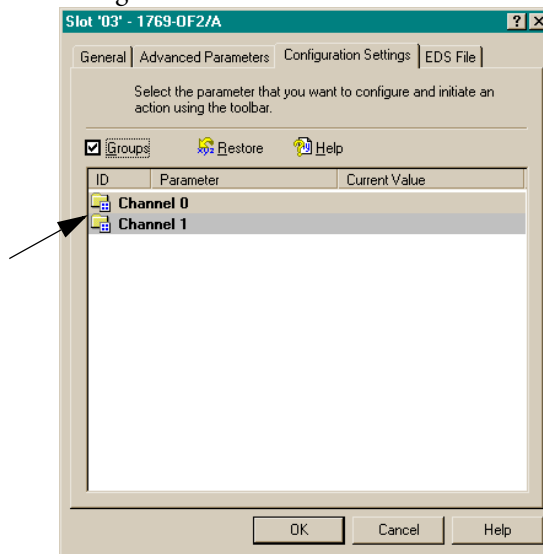 Slot '03' - 1769-OF2/A
General Advanced Parameters Configuration Settings EDS File
Select the parameter that you want to configure and initiate an
action using the toolbar.
Groups Restore Help
ID Parameter Current Value
Channel 0
Channel 1
OK Cancel Help